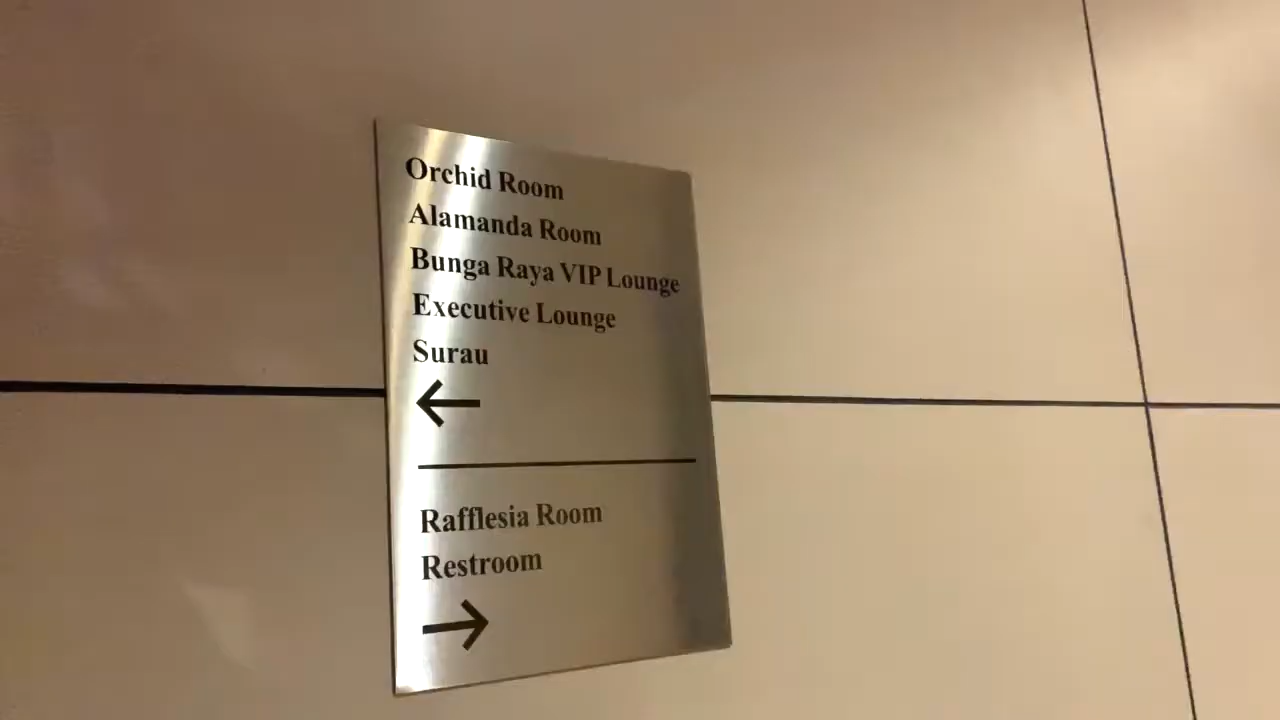 Orchid Room
Alamanda Room
Bunga Raya VIP Lounge
Executive Lounge
Surau
←
Rafflesia Room
Restroom
→